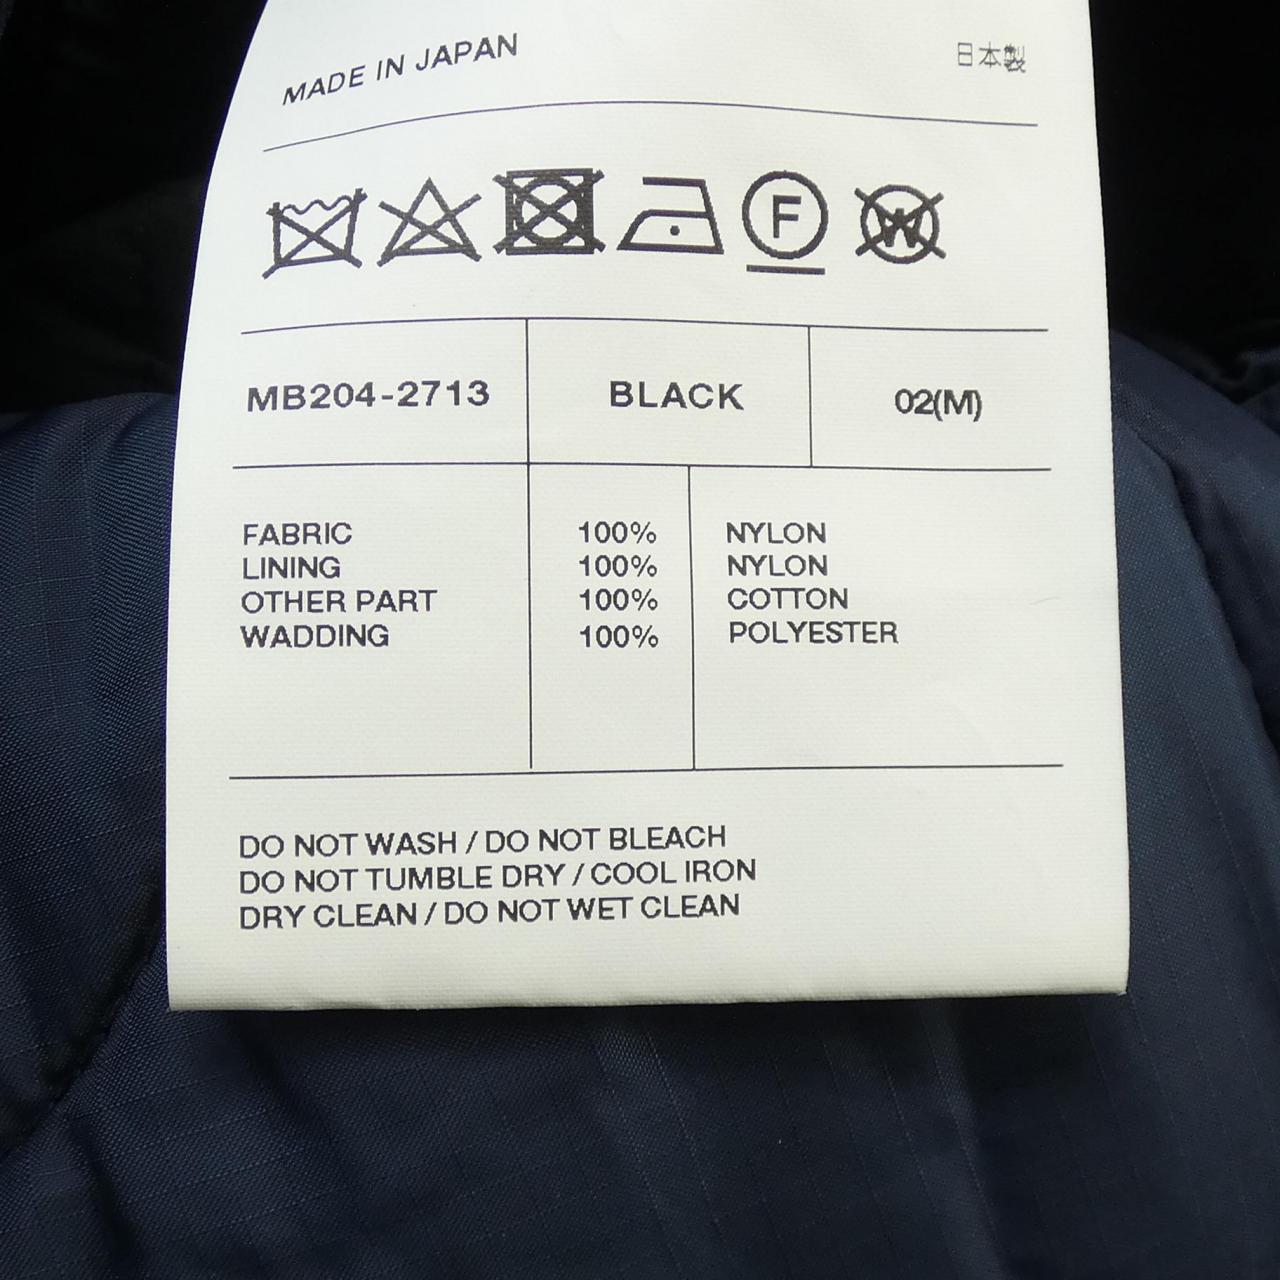 MADE IN JAPAN 日本製
F W
MB204-2713 BLACK 02(M)
FABRIC 100% NYLON
LINING 100% NYLON
OTHER PART 100% COTTON
WADDING 100% POLYESTER
DO NOT WASH / DO NOT BLEACH
DO NOT TUMBLE DRY / COOL IRON
DRY CLEAN / DO NOT WET CLEAN